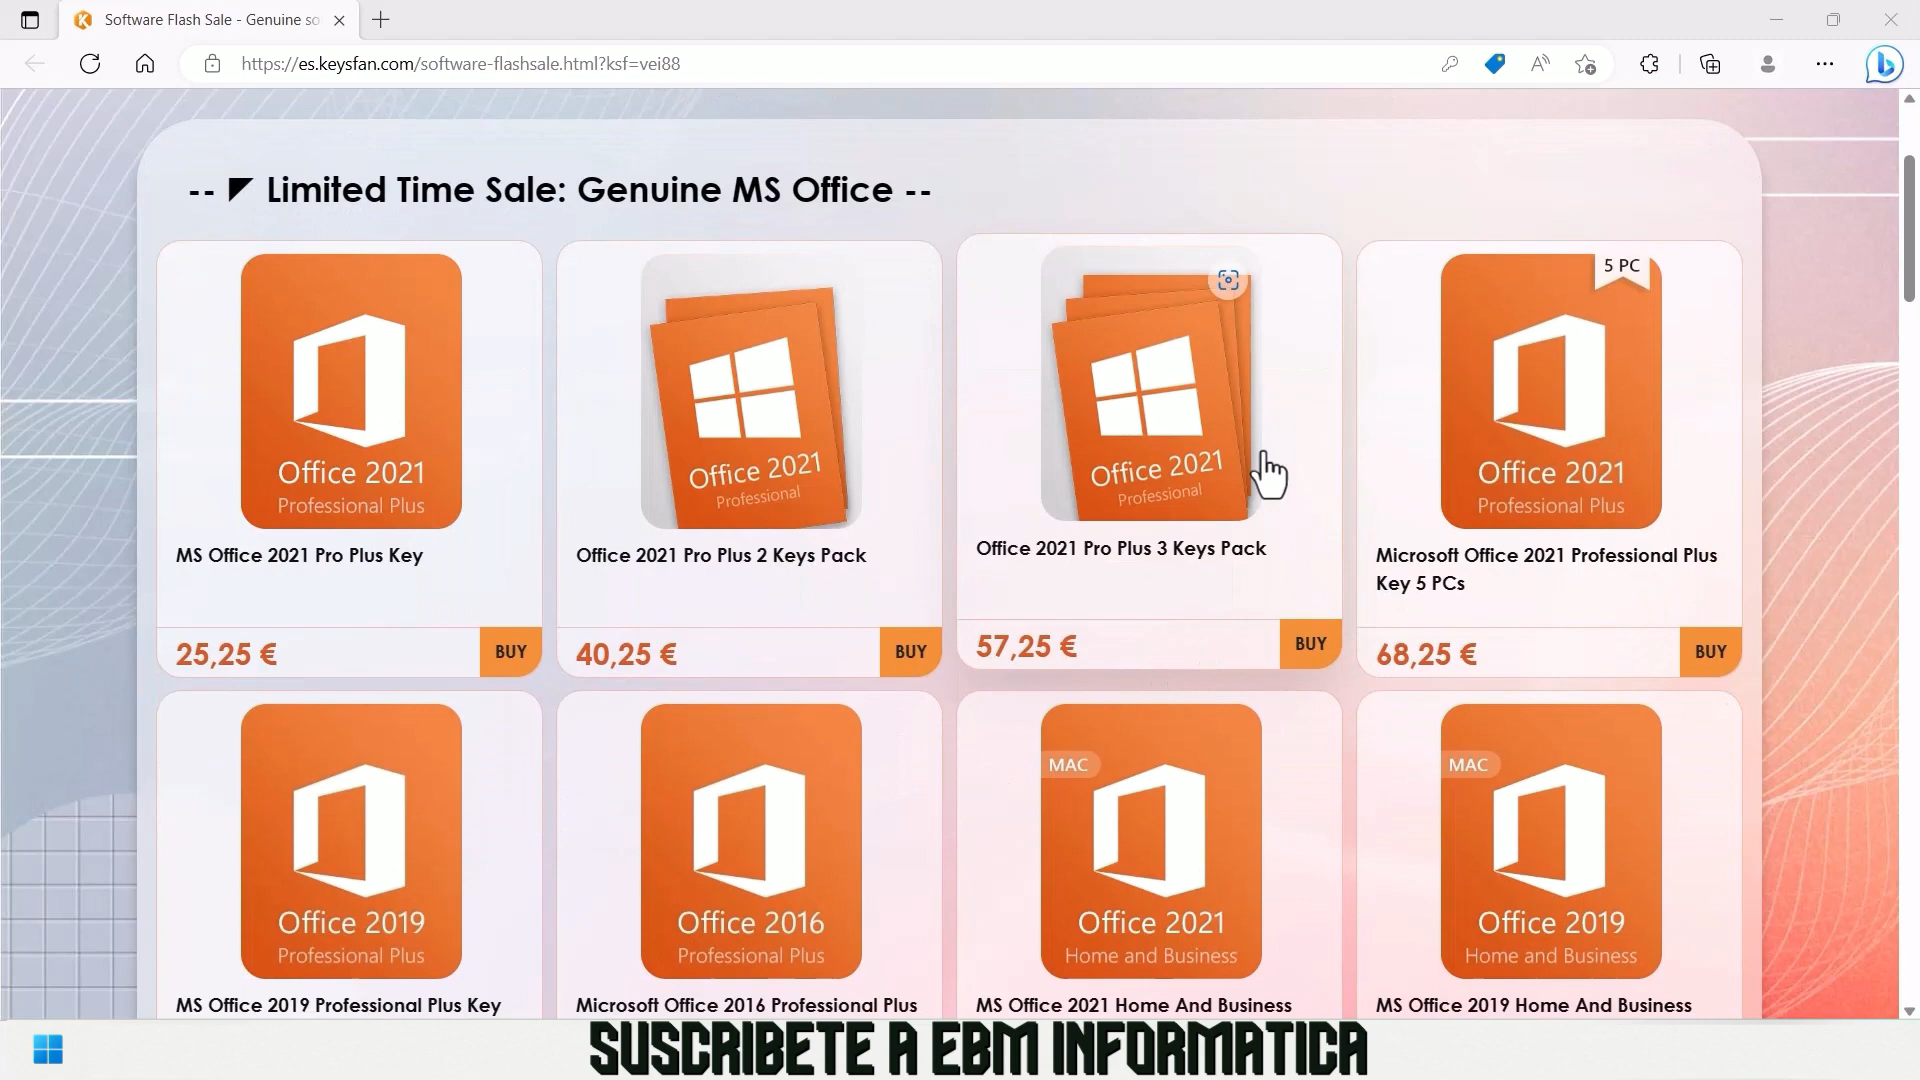 Software Flash Sale - Genuine so
https://es.keysfan.com/software-flashsale.html?ksf=vei88
-- ◤ Limited Time Sale: Genuine MS Office --
Office 2021
Professional Plus
MS Office 2021 Pro Plus Key
25,25 €
BUY
Office 2021
Professional
Office 2021 Pro Plus 2 Keys Pack
40,25 €
BUY
Office 2021
Professional
Office 2021 Pro Plus 3 Keys Pack
57,25 €
BUY
5 PC
Office 2021
Professional Plus
Microsoft Office 2021 Professional Plus
Key 5 PCs
68,25 €
BUY
Office 2019
Professional Plus
MS Office 2019 Professional Plus Key
Office 2016
Professional Plus
Microsoft Office 2016 Professional Plus
MAC
Office 2021
Home and Business
MS Office 2021 Home And Business
MAC
Office 2019
Home and Business
MS Office 2019 Home And Business
SUSCRIBETE A EBM INFORMATICA